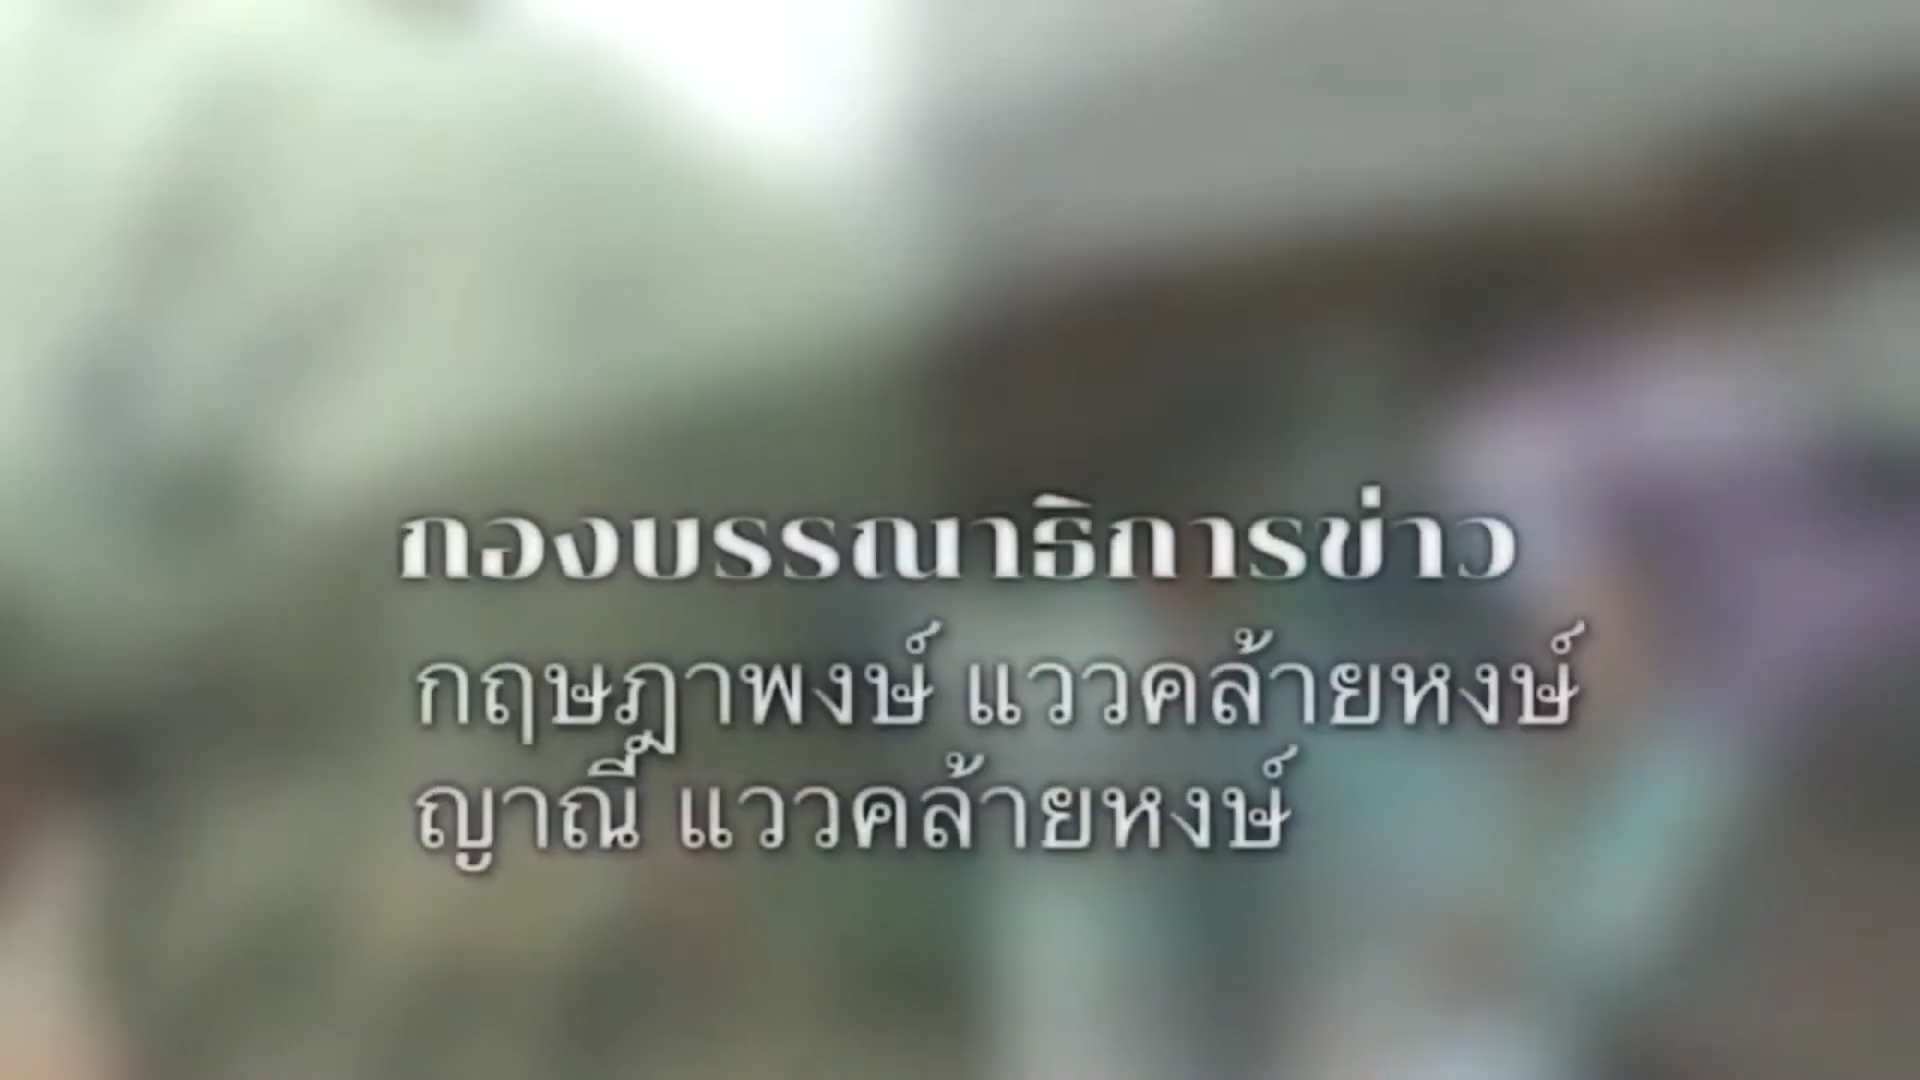 กองบรรณาธิการข่าว
กฤษฎาพงษ์ แววคล้ายหงษ์
ญาณี แววคล้ายหงษ์